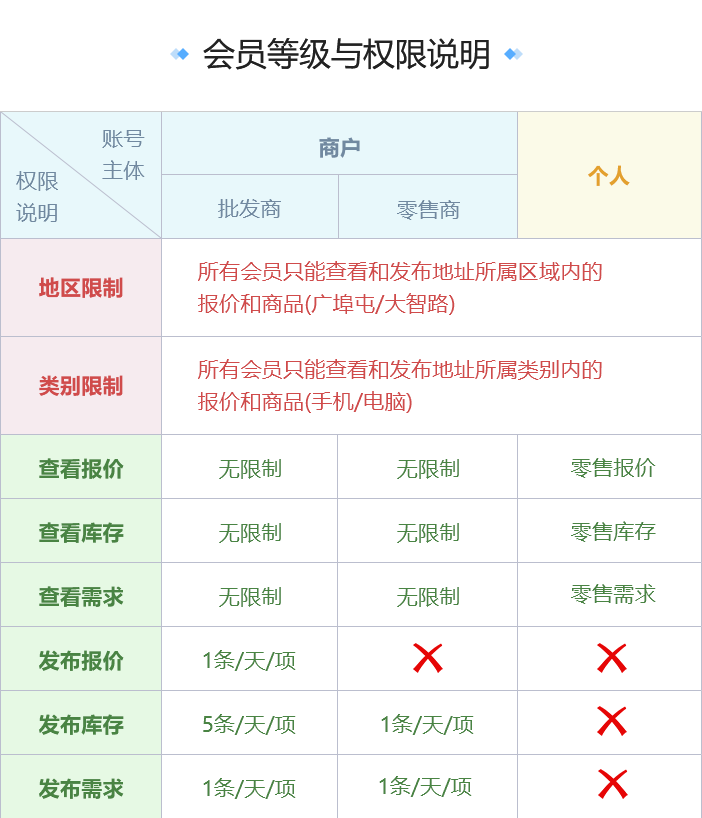 会员等级与权限说明
账号
主体
权限
说明
商户
个人
批发商
零售商
地区限制
所有会员只能查看和发布地址所属区域内的
报价和商品(广埠屯/大智路)
类别限制
所有会员只能查看和发布地址所属类别内的
报价和商品(手机/电脑)
查看报价
无限制
无限制
零售报价
查看库存
无限制
无限制
零售库存
查看需求
无限制
无限制
零售需求
发布报价
1条/天/项
发布库存
5条/天/项
1条/天/项
发布需求
1条/天/项
1条/天/项